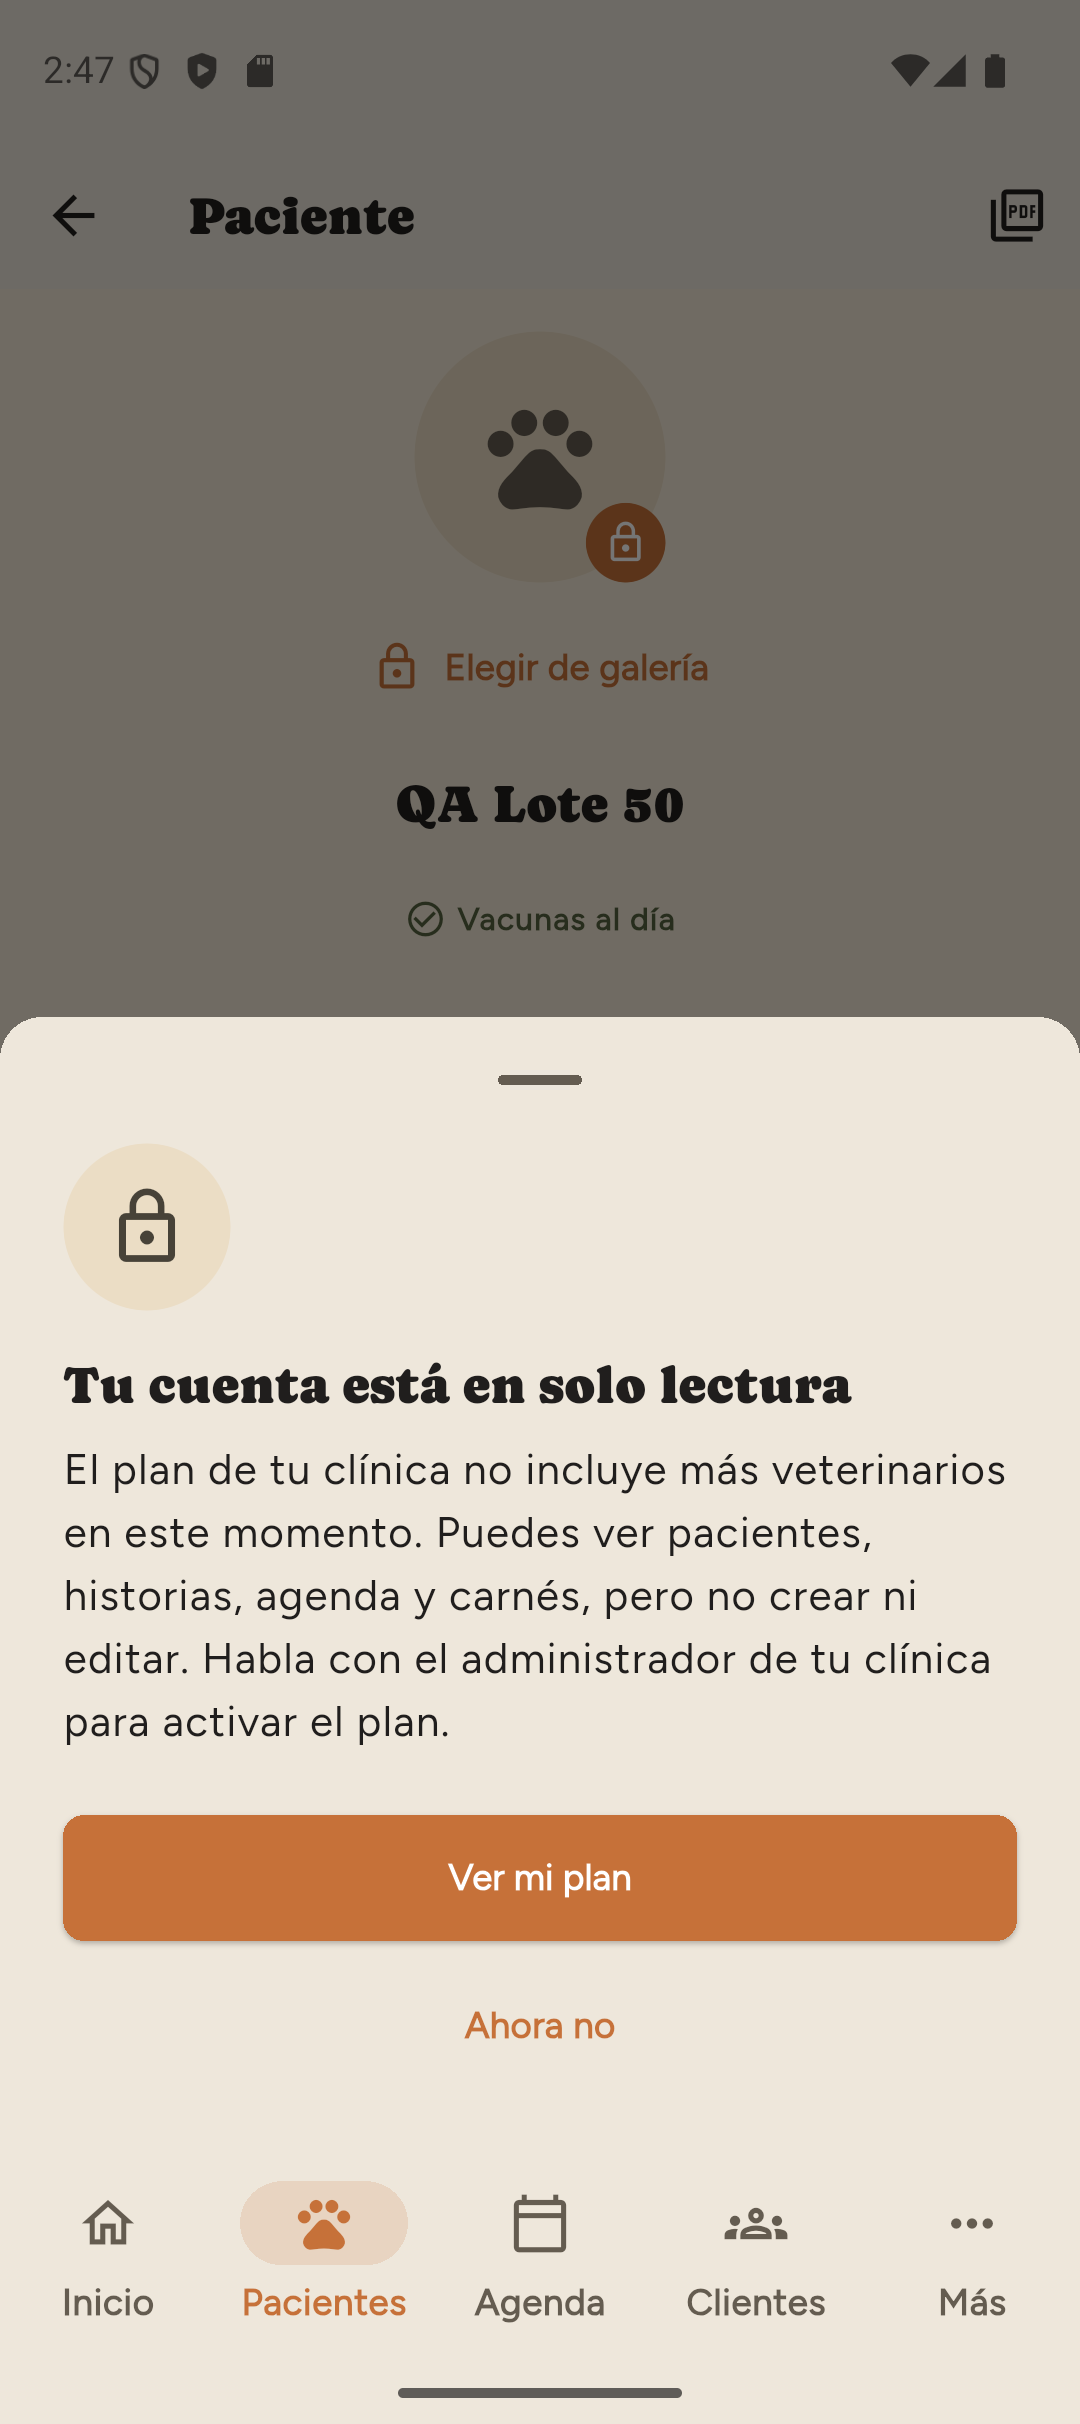 2:47
Paciente
PDF
Elegir de galería
QA Lote 50
Vacunas al día
Tu cuenta está en solo lectura
El plan de tu clínica no incluye más veterinarios
en este momento. Puedes ver pacientes,
historias, agenda y carnés, pero no crear ni
editar. Habla con el administrador de tu clínica
para activar el plan.
Ver mi plan
Ahora no
Inicio
Pacientes
Agenda
Clientes
Más